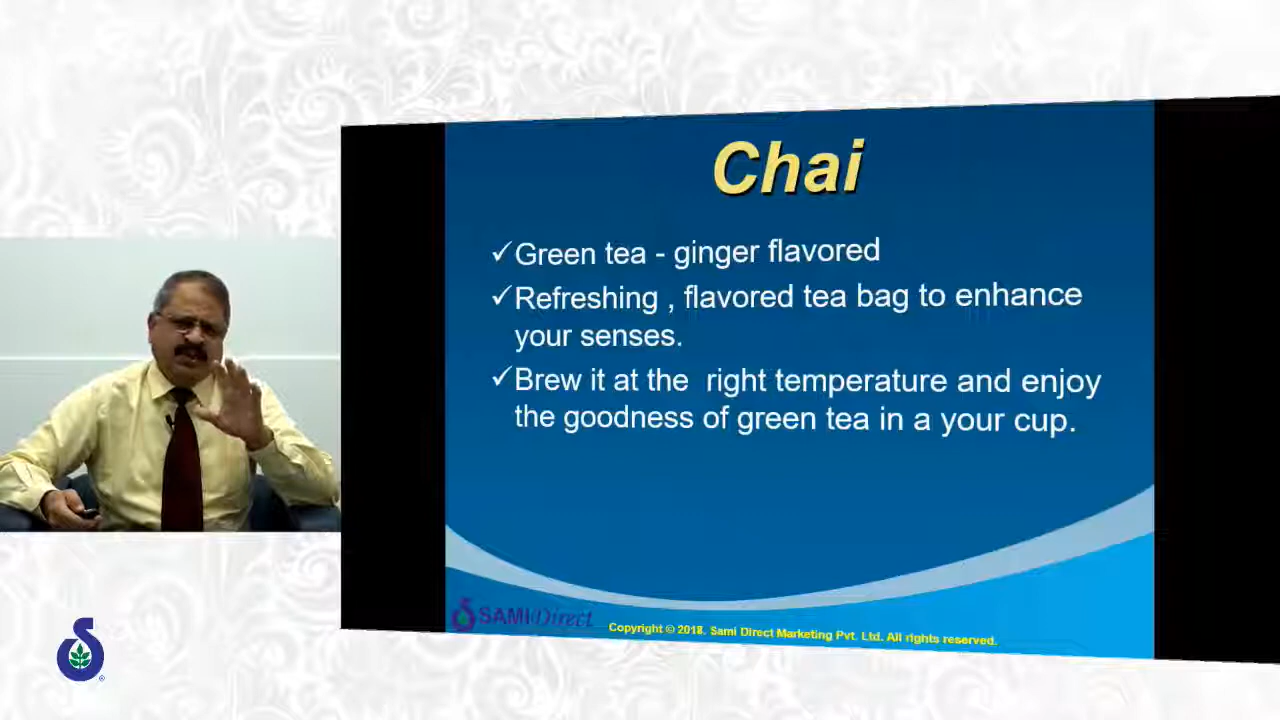 Chai
✓Green tea - ginger flavored
✓Refreshing , flavored tea bag to enhance
your senses.
✓Brew it at the right temperature and enjoy
the goodness of green tea in a your cup.
SAMI Direct
Copyright © 2018. Sami Direct Marketing Pvt. Ltd. All rights reserved.
®